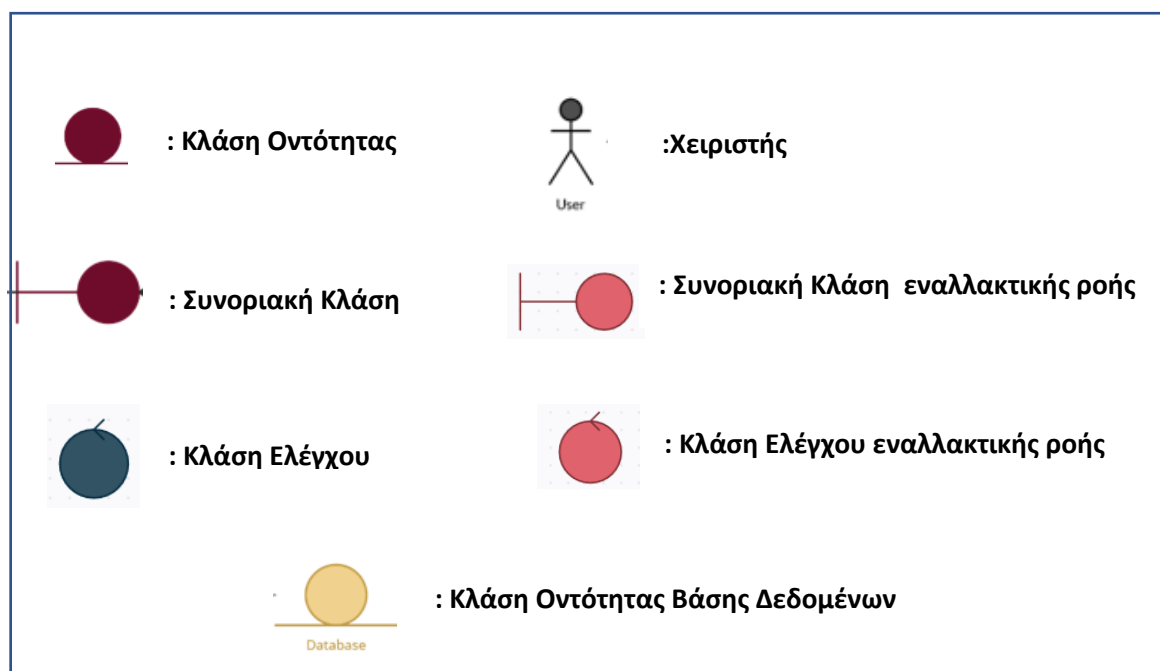 : Κλάση Οντότητας
:Χειριστής
User
: Συνοριακή Κλάση
: Συνοριακή Κλάση εναλλακτικής ροής
: Κλάση Ελέγχου
: Κλάση Ελέγχου εναλλακτικής ροής
: Κλάση Οντότητας Βάσης Δεδομένων
Database